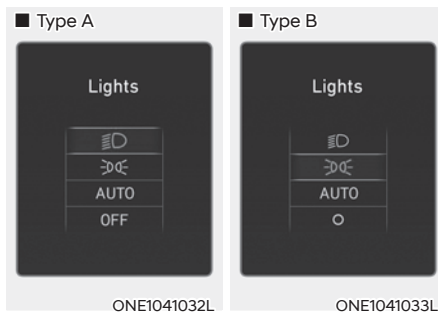 ■ Type A
Lights
AUTO
OFF
ONE1041032L
■ Type B
Lights
AUTO
ONE1041033L